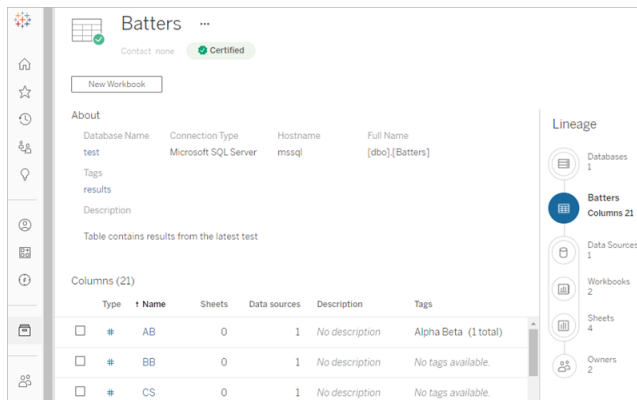 Batters ...
Contact none Certified
New Workbook
About
Database Name Connection Type Hostname Full Name
test Microsoft SQL Server mssql [dbo].[Batters]
Tags
results
Description
Table contains results from the latest test
Columns (21)
Type ↑ Name Sheets Data sources Description Tags
# AB 0 1 No description Alpha Beta (1 total)
# BB 0 1 No description No tags available.
# CS 0 1 No description No tags available.
Lineage
Databases
1
Batters
Columns 21
Data Sources
1
Workbooks
2
Sheets
4
Owners
2